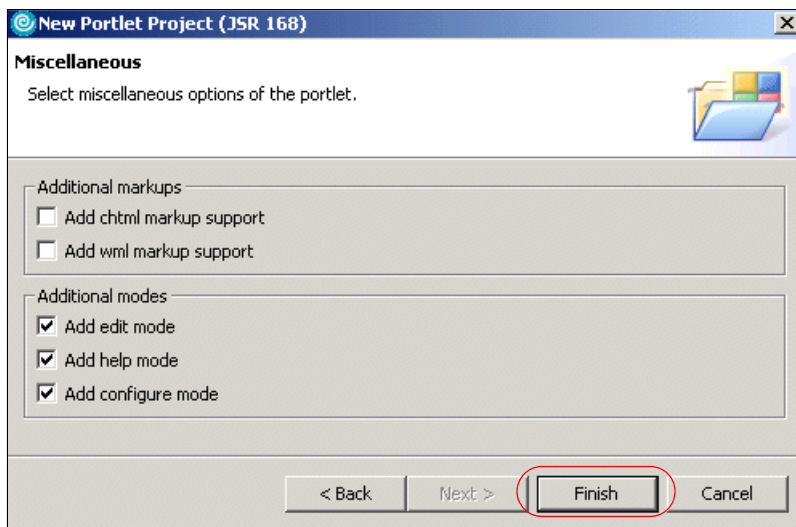 New Portlet Project (JSR 168)
Miscellaneous
Select miscellaneous options of the portlet.
Additional markups
Add chtml markup support
Add wml markup support
Additional modes
Add edit mode
Add help mode
Add configure mode
< Back Next > Finish Cancel